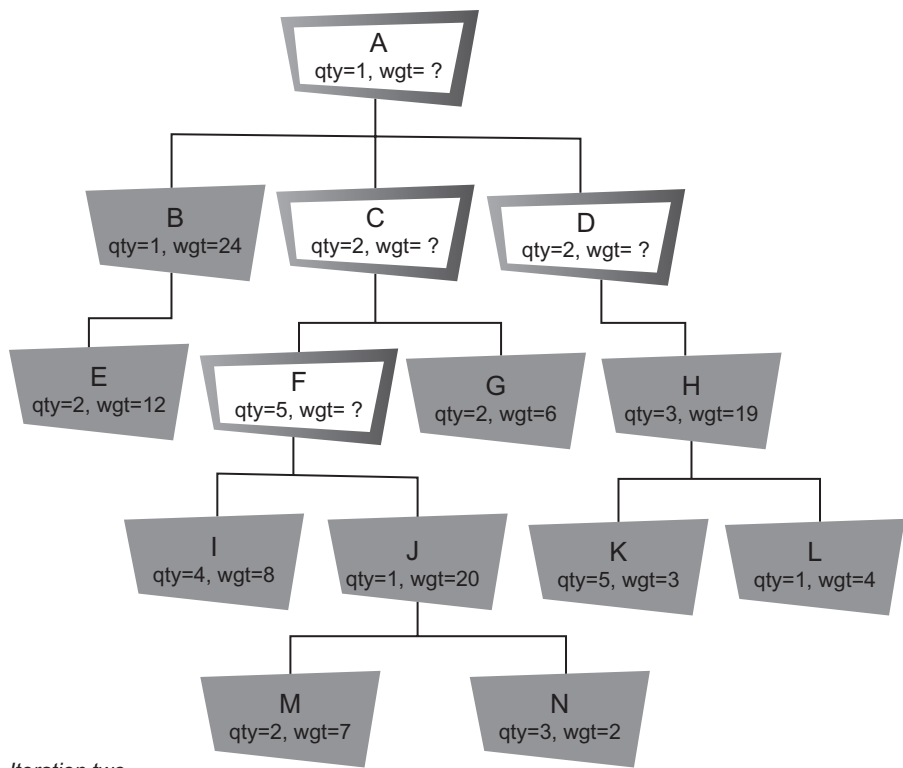 A
qty=1, wgt= ?
B
qty=1, wgt=24
C
qty=2, wgt= ?
D
qty=2, wgt= ?
E
qty=2, wgt=12
F
qty=5, wgt= ?
G
qty=2, wgt=6
H
qty=3, wgt=19
I
qty=4, wgt=8
J
qty=1, wgt=20
K
qty=5, wgt=3
L
qty=1, wgt=4
M
qty=2, wgt=7
N
qty=3, wgt=2
Iteration two